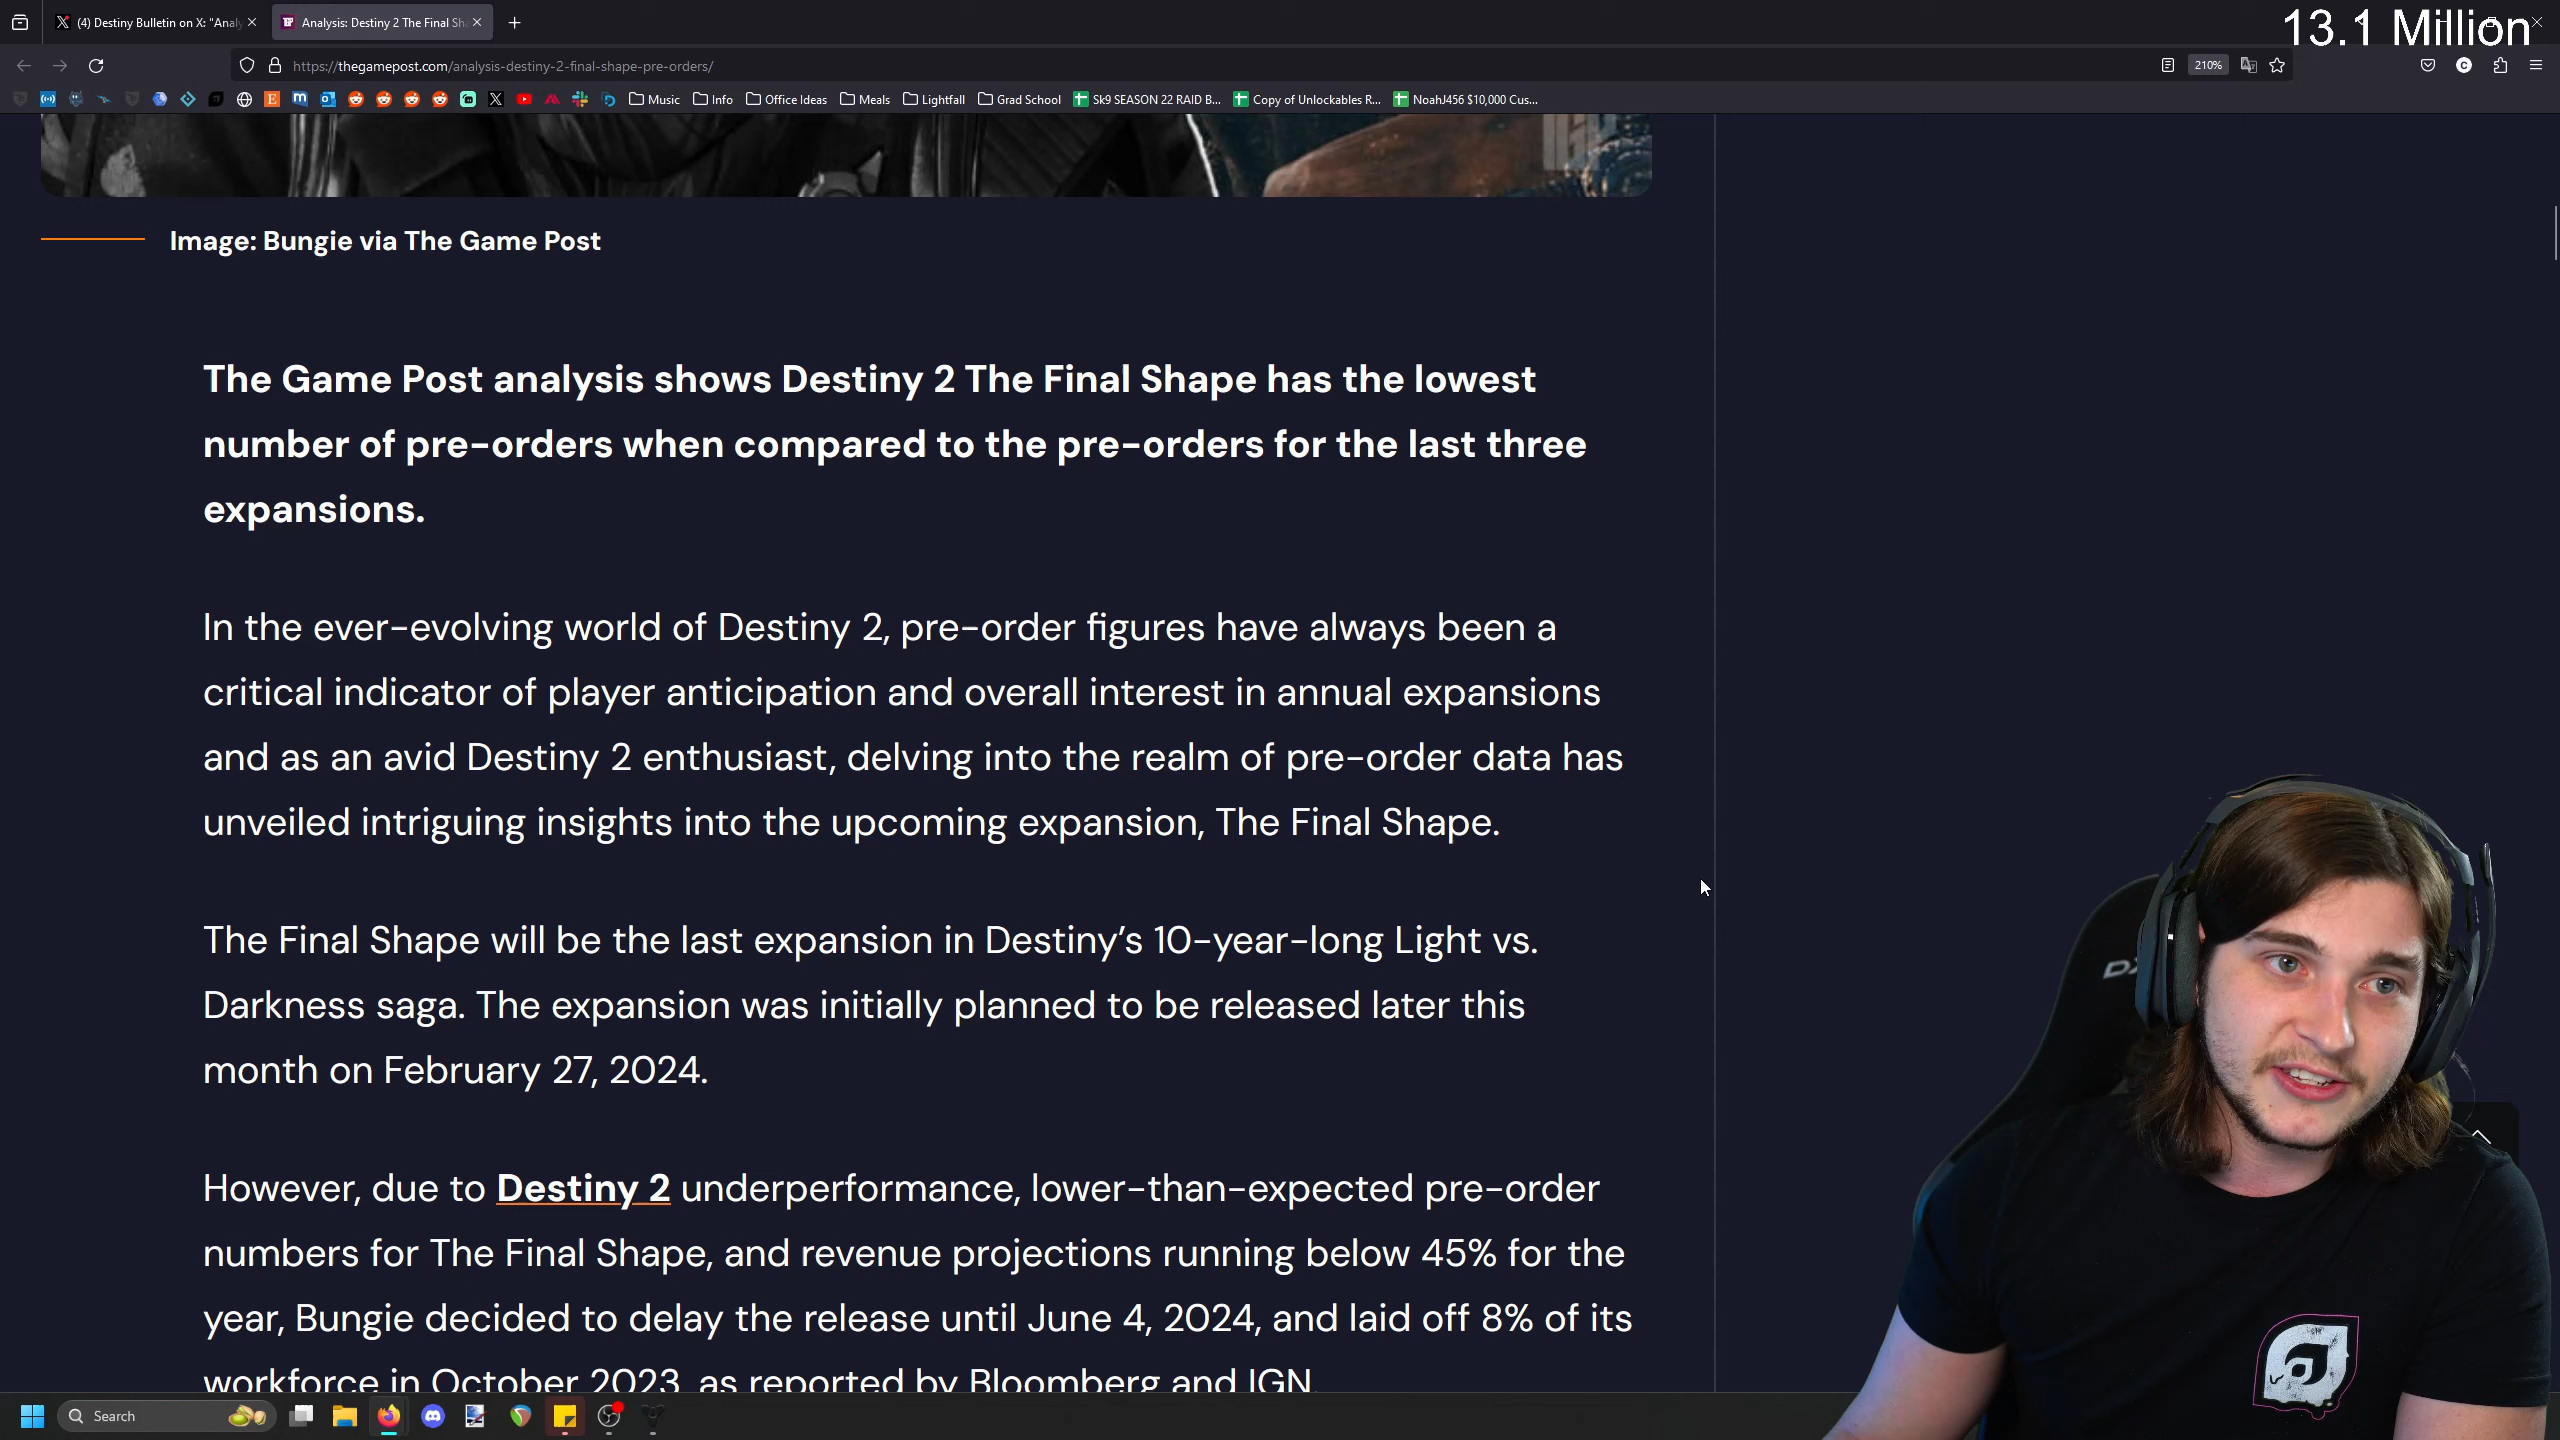 (4) Destiny Bulletin on X: "Analy
Analysis: Destiny 2 The Final Sha
13.1 Million
https://thegamepost.com/analysis-destiny-2-final-shape-pre-orders/
210%
Music
Info
Office Ideas
Meals
Lightfall
Grad School
Sk9 SEASON 22 RAID B...
Copy of Unlockables R...
NoahJ456 $10,000 Cus...
Image: Bungie via The Game Post
The Game Post analysis shows Destiny 2 The Final Shape has the lowest
number of pre-orders when compared to the pre-orders for the last three
expansions.
In the ever-evolving world of Destiny 2, pre-order figures have always been a
critical indicator of player anticipation and overall interest in annual expansions
and as an avid Destiny 2 enthusiast, delving into the realm of pre-order data has
unveiled intriguing insights into the upcoming expansion, The Final Shape.
The Final Shape will be the last expansion in Destiny’s 10-year-long Light vs.
Darkness saga. The expansion was initially planned to be released later this
month on February 27, 2024.
However, due to Destiny 2 underperformance, lower-than-expected pre-order
numbers for The Final Shape, and revenue projections running below 45% for the
year, Bungie decided to delay the release until June 4, 2024, and laid off 8% of its
workforce in October 2023, as reported by Bloomberg and IGN.
Search